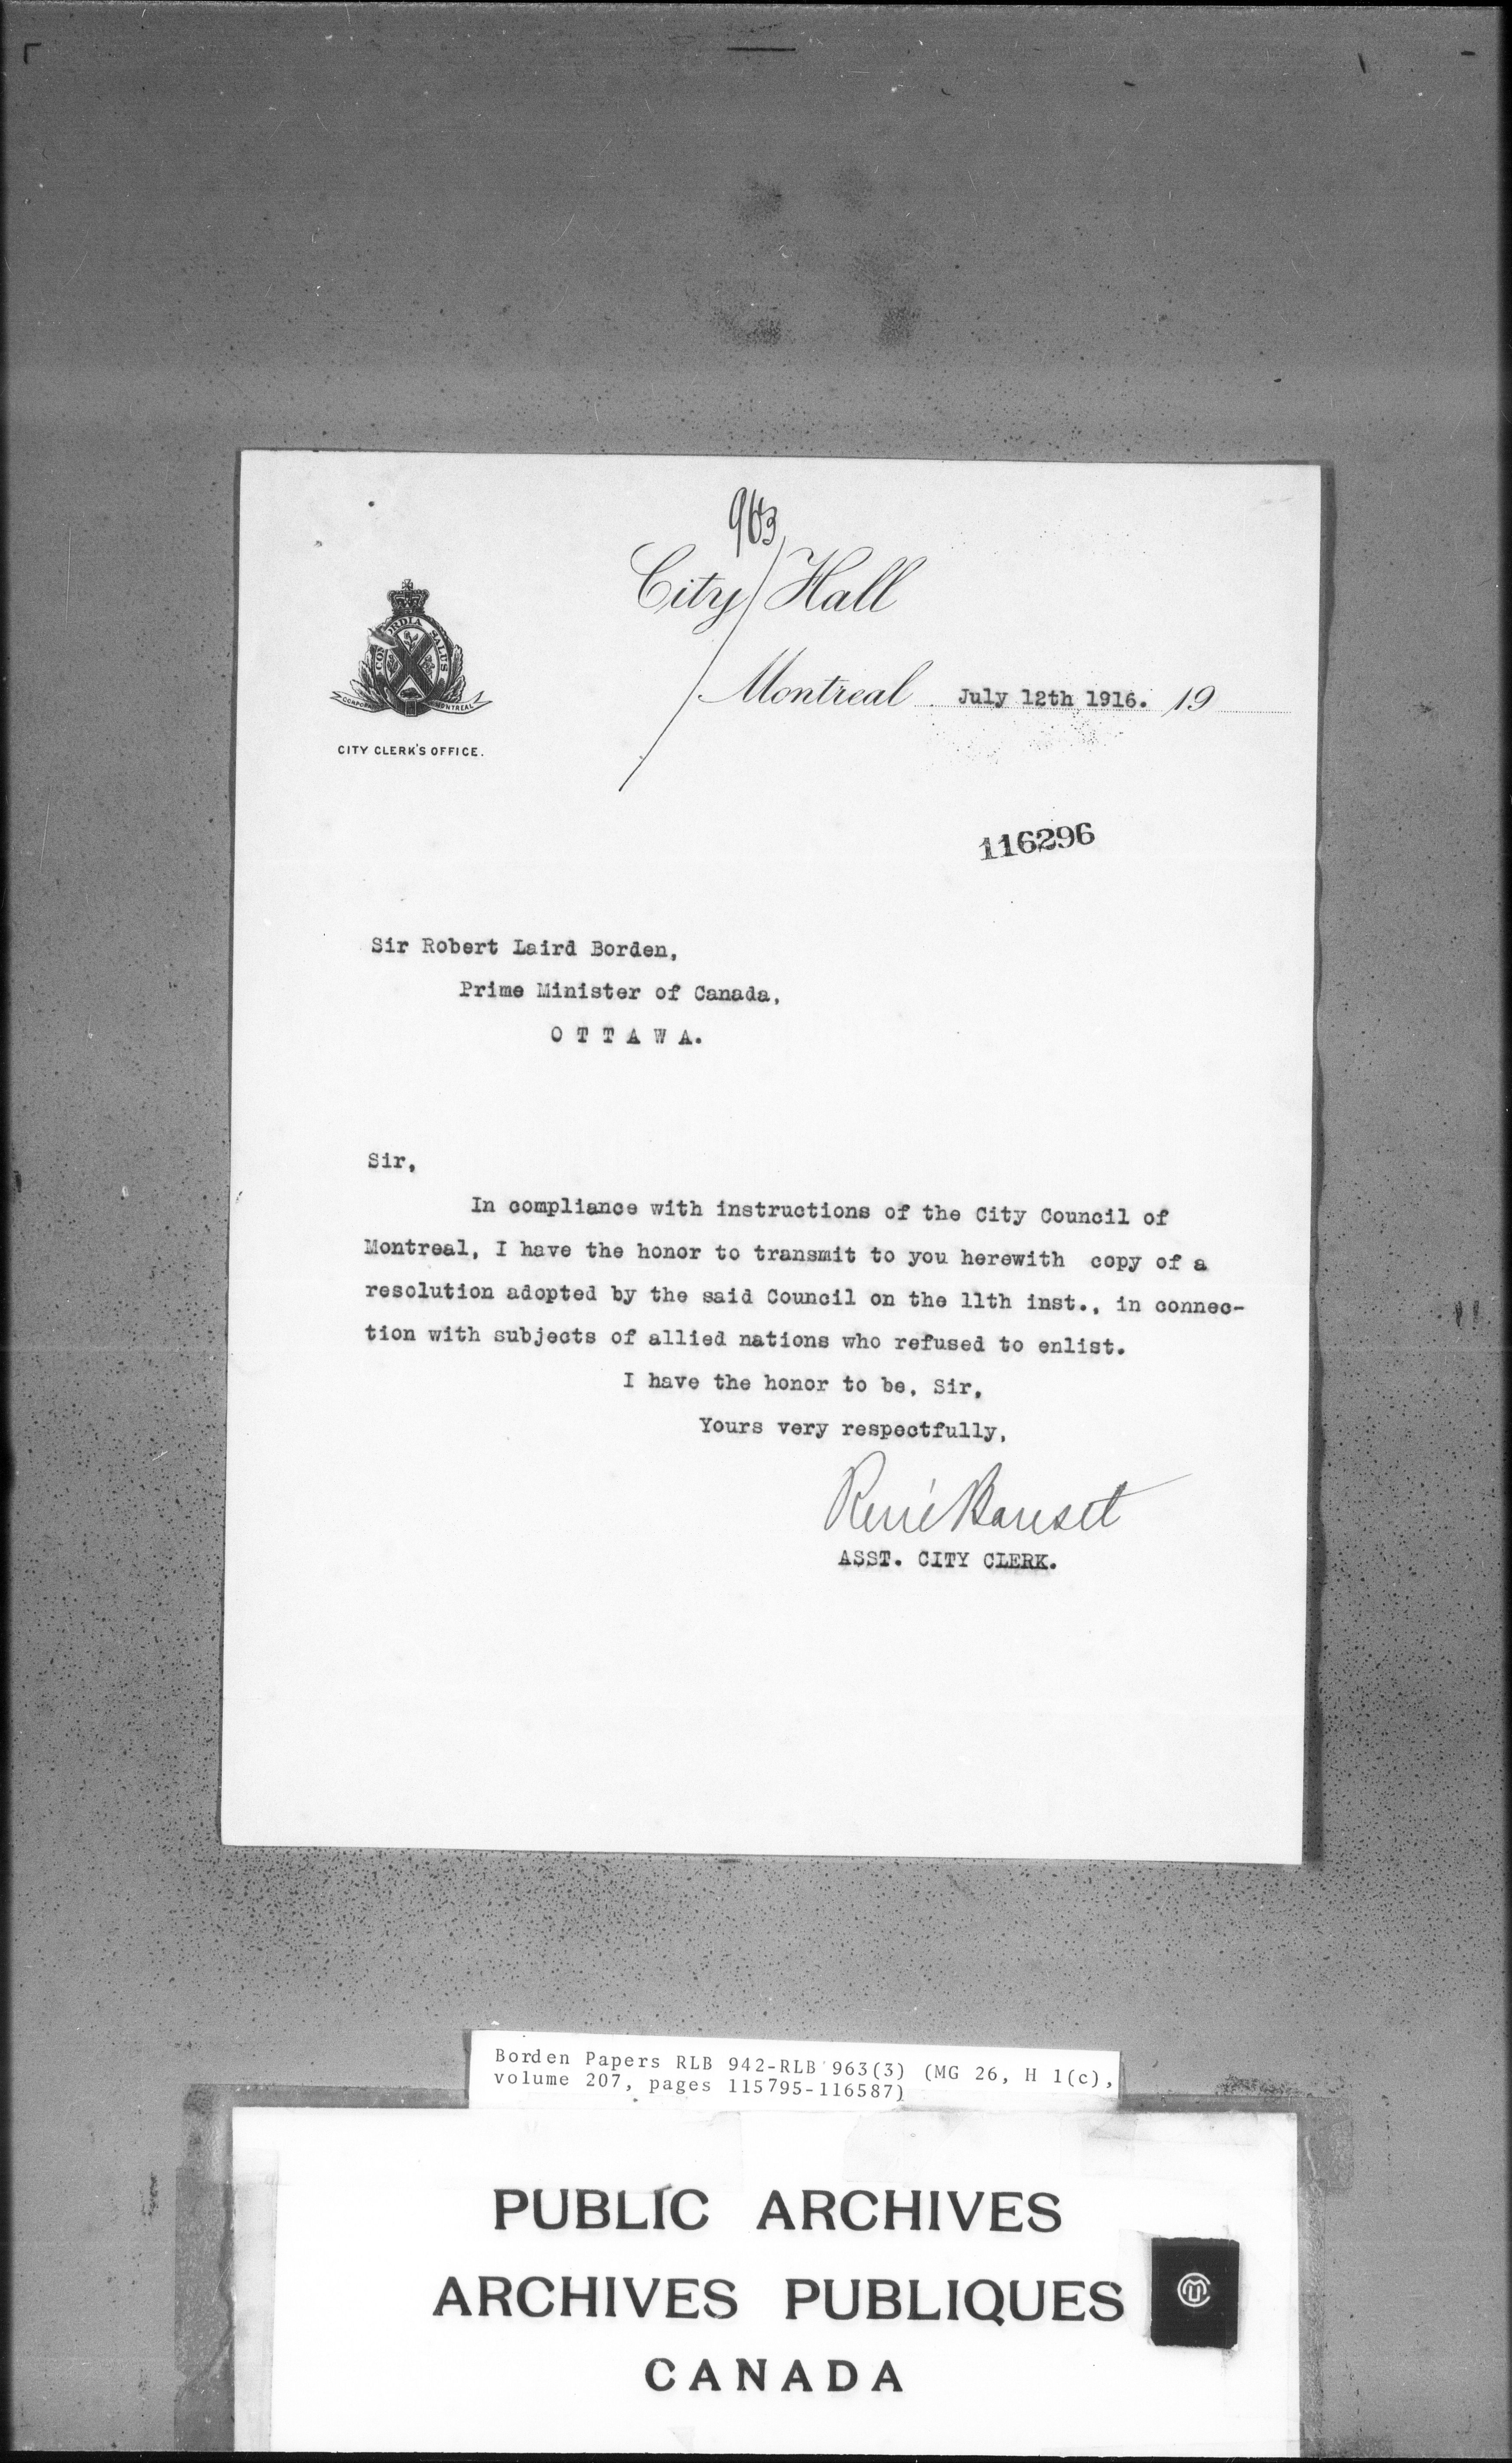 963
City Hall
CONCORDIA SALUS
MONTREAL
CITY CLERK'S OFFICE.
Montreal July 12th 1916. 19
116296
Sir Robert Laird Borden,
Prime Minister of Canada,
O T T A W A.
Sir,
In compliance with instructions of the City Council of
Montreal, I have the honor to transmit to you herewith copy of a
resolution adopted by the said Council on the 11th inst., in connec-
tion with subjects of allied nations who refused to enlist.
I have the honor to be, Sir,
Yours very respectfully,
René Bauset
ASST. CITY CLERK.
Borden Papers RLB 942-RLB 963(3) (MG 26, H 1(c),
volume 207, pages 115795-116587)
PUBLIC ARCHIVES
ARCHIVES PUBLIQUES
CANADA